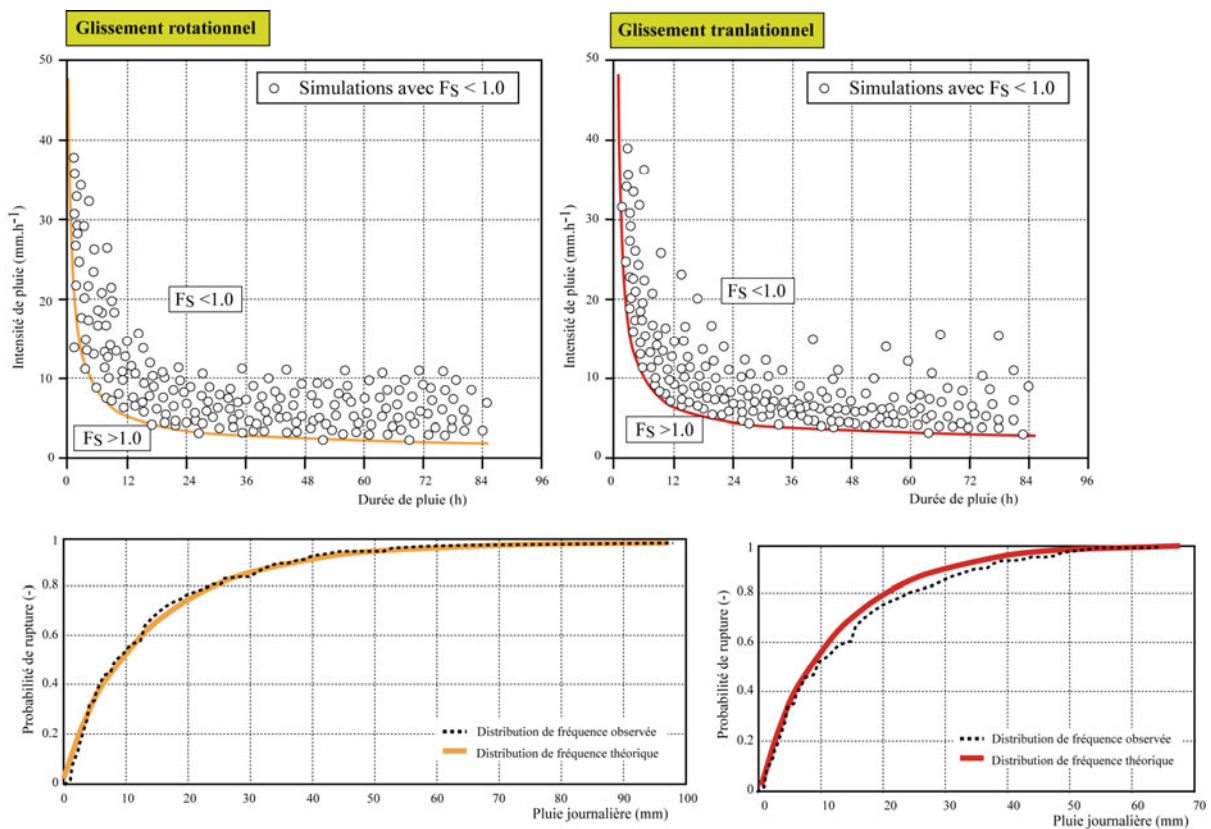 Glissement rotationnel
50
40
30
20
10
0
Intensité de pluie (mm.h⁻¹)
Simulations avec Fs < 1.0
Fs <1.0
Fs >1.0
0 12 24 36 48 60 72 84 96
Durée de pluie (h)
Glissement tranlationnel
50
40
30
20
10
0
Intensité de pluie (mm.h⁻¹)
Simulations avec Fs < 1.0
Fs <1.0
Fs >1.0
0 12 24 36 48 60 72 84 96
Durée de pluie (h)
1
0.8
0.6
0.4
0.2
0
Probabilité de rupture (-)
Distribution de fréquence observée
Distribution de fréquence théorique
0 10 20 30 40 50 60 70 80 90 100
Pluie journalière (mm)
1
0.8
0.6
0.4
0.2
0
Probabilité de rupture (-)
Distribution de fréquence observée
Distribution de fréquence théorique
0 10 20 30 40 50 60 70
Pluie journalière (mm)